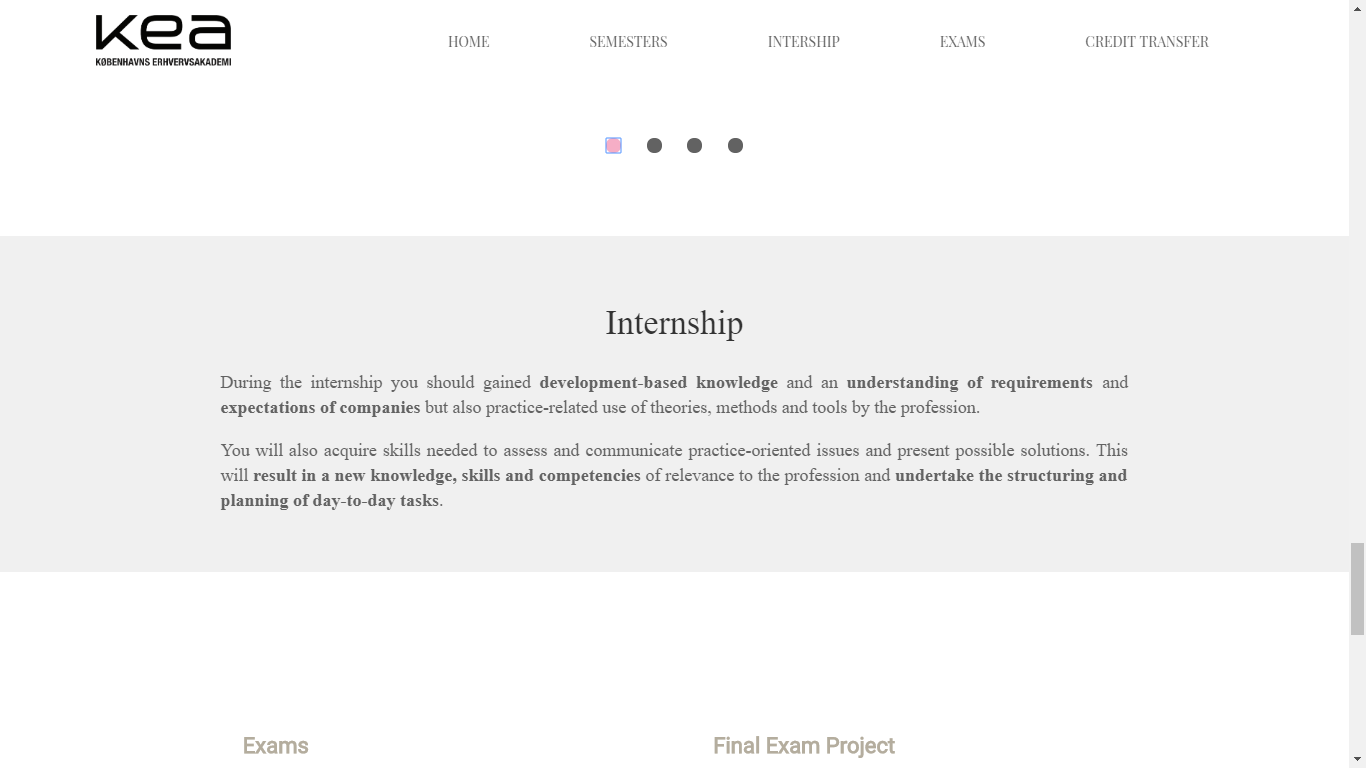 kea
KØBENHAVNS ERHVERVSAKADEMI
HOME SEMESTERS INTERSHIP EXAMS CREDIT TRANSFER
Internship
During the internship you should gained development-based knowledge and an understanding of requirements and
expectations of companies but also practice-related use of theories, methods and tools by the profession.
You will also acquire skills needed to assess and communicate practice-oriented issues and present possible solutions. This
will result in a new knowledge, skills and competencies of relevance to the profession and undertake the structuring and
planning of day-to-day tasks.
Exams Final Exam Project